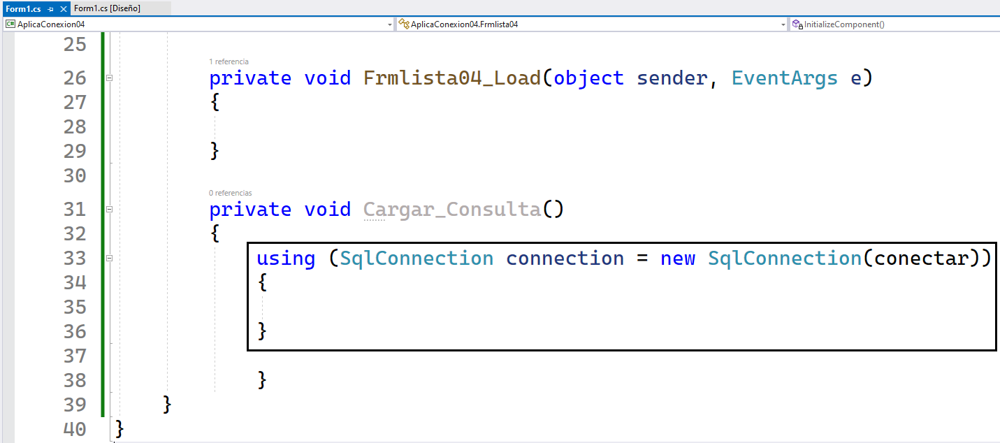 Form1.cs Form1.cs [Diseño]
AplicaConexion04 AplicaConexion04.Frmlista04 InitializeComponent()
25
1 referencia
26 private void Frmlista04_Load(object sender, EventArgs e)
27 {
28
29 }
30
0 referencias
31 private void Cargar_Consulta()
32 {
33 using (SqlConnection connection = new SqlConnection(conectar))
34 {
35
36 }
37
38 }
39 }
40 }